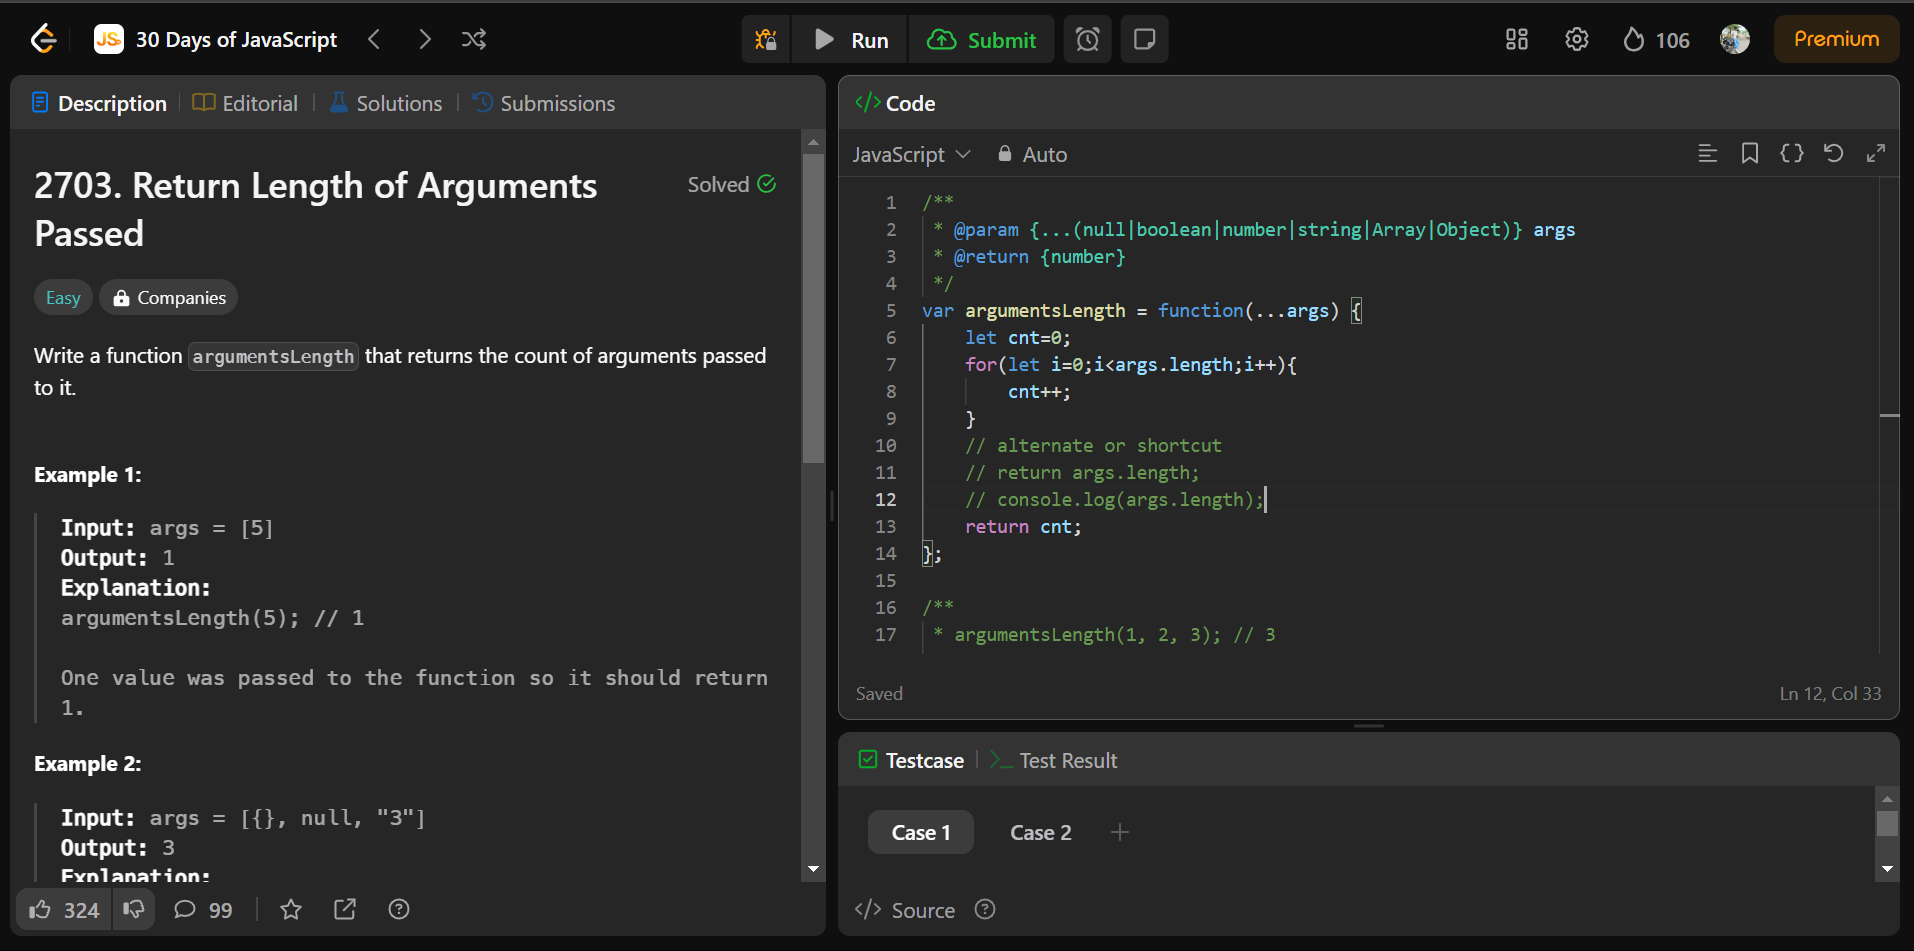 JS 30 Days of JavaScript
Run
Submit
106
Premium
Description
Editorial
Solutions
Submissions
2703. Return Length of Arguments
Passed
Solved
Easy
Companies
Write a function argumentsLength that returns the count of arguments passed
to it.
Example 1:
Input: args = [5]
Output: 1
Explanation:
argumentsLength(5); // 1
One value was passed to the function so it should return
1.
Example 2:
Input: args = [{}, null, "3"]
Output: 3
Explanation:
324
99
</> Code
JavaScript
Auto
{}
1 /**
2 * @param {...(null|boolean|number|string|Array|Object)} args
3 * @return {number}
4 */
5 var argumentsLength = function(...args) {
6 let cnt=0;
7 for(let i=0;i<args.length;i++){
8 cnt++;
9 }
10 // alternate or shortcut
11 // return args.length;
12 // console.log(args.length);
13 return cnt;
14 };
15
16 /**
17 * argumentsLength(1, 2, 3); // 3
Saved
Ln 12, Col 33
Testcase
>_ Test Result
Case 1
Case 2
+
</> Source
?